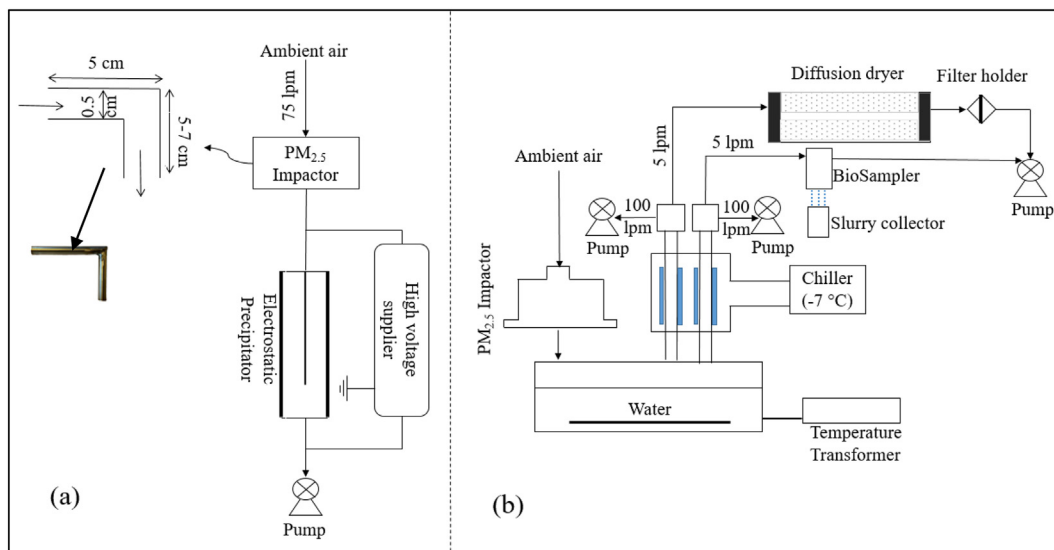 5 cm
0.5
cm
5-7 cm
Ambient air
75 lpm
PM2.5
Impactor
Electrostatic
Precipitator
High voltage
supplier
Pump
(a)
Ambient air
PM2.5 Impactor
5 lpm
5 lpm
Diffusion dryer
Filter holder
BioSampler
Slurry collector
Pump
100
lpm
Pump
100
lpm
Pump
Chiller
(-7 °C)
Water
Temperature
Transformer
(b)